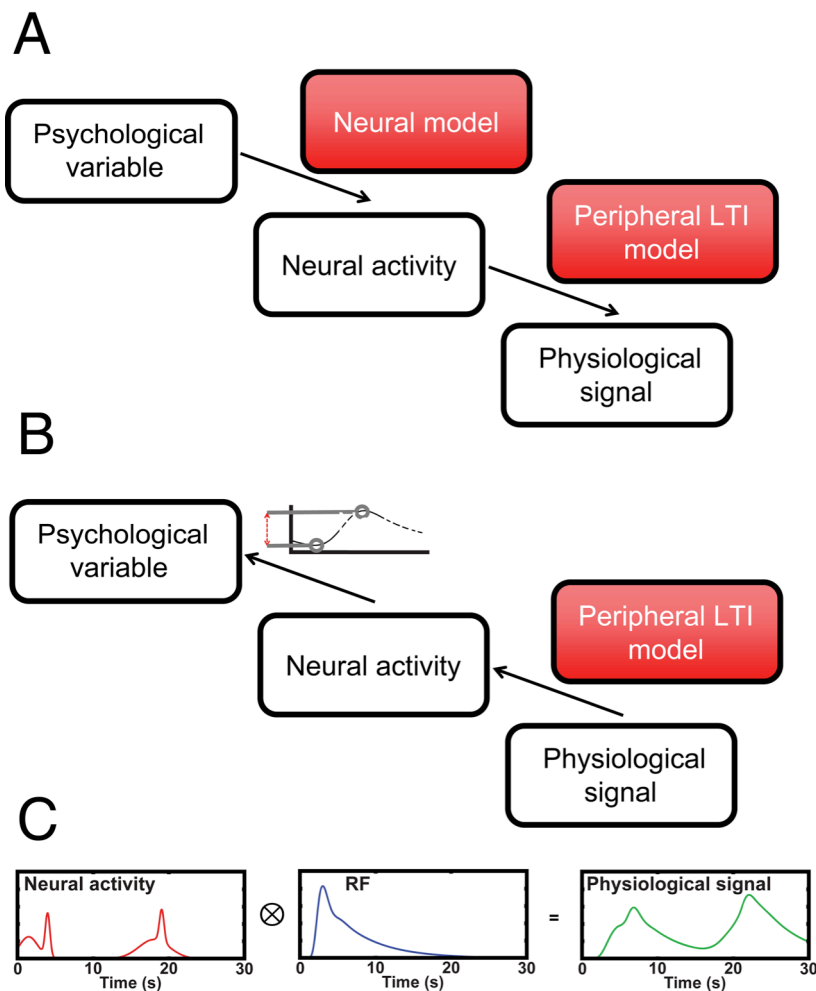 A
Psychological
variable
Neural model
Neural activity
Peripheral LTI
model
Physiological
signal
B
Psychological
variable
Neural activity
Peripheral LTI
model
Physiological
signal
C
Neural activity
0 10 20 30
Time (s)
⊗
RF
0 10 20 30
Time (s)
=
Physiological signal
0 10 20 30
Time (s)